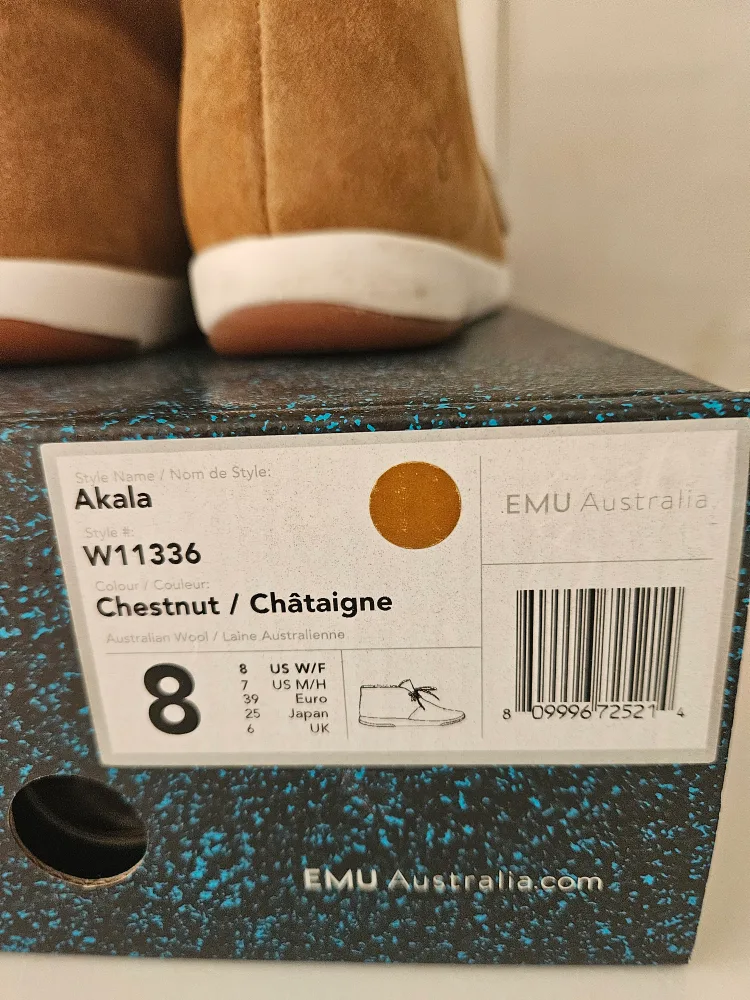 Style Name / Nom de Style:
Akala
Style #:
W11336
Colour / Couleur:
Chestnut / Châtaigne
Australian Wool / Laine Australienne
8
8 US W/F
7 US M/H
39 Euro
25 Japan
6 UK
EMU Australia
8 09996 72521 4
EMU Australia.com